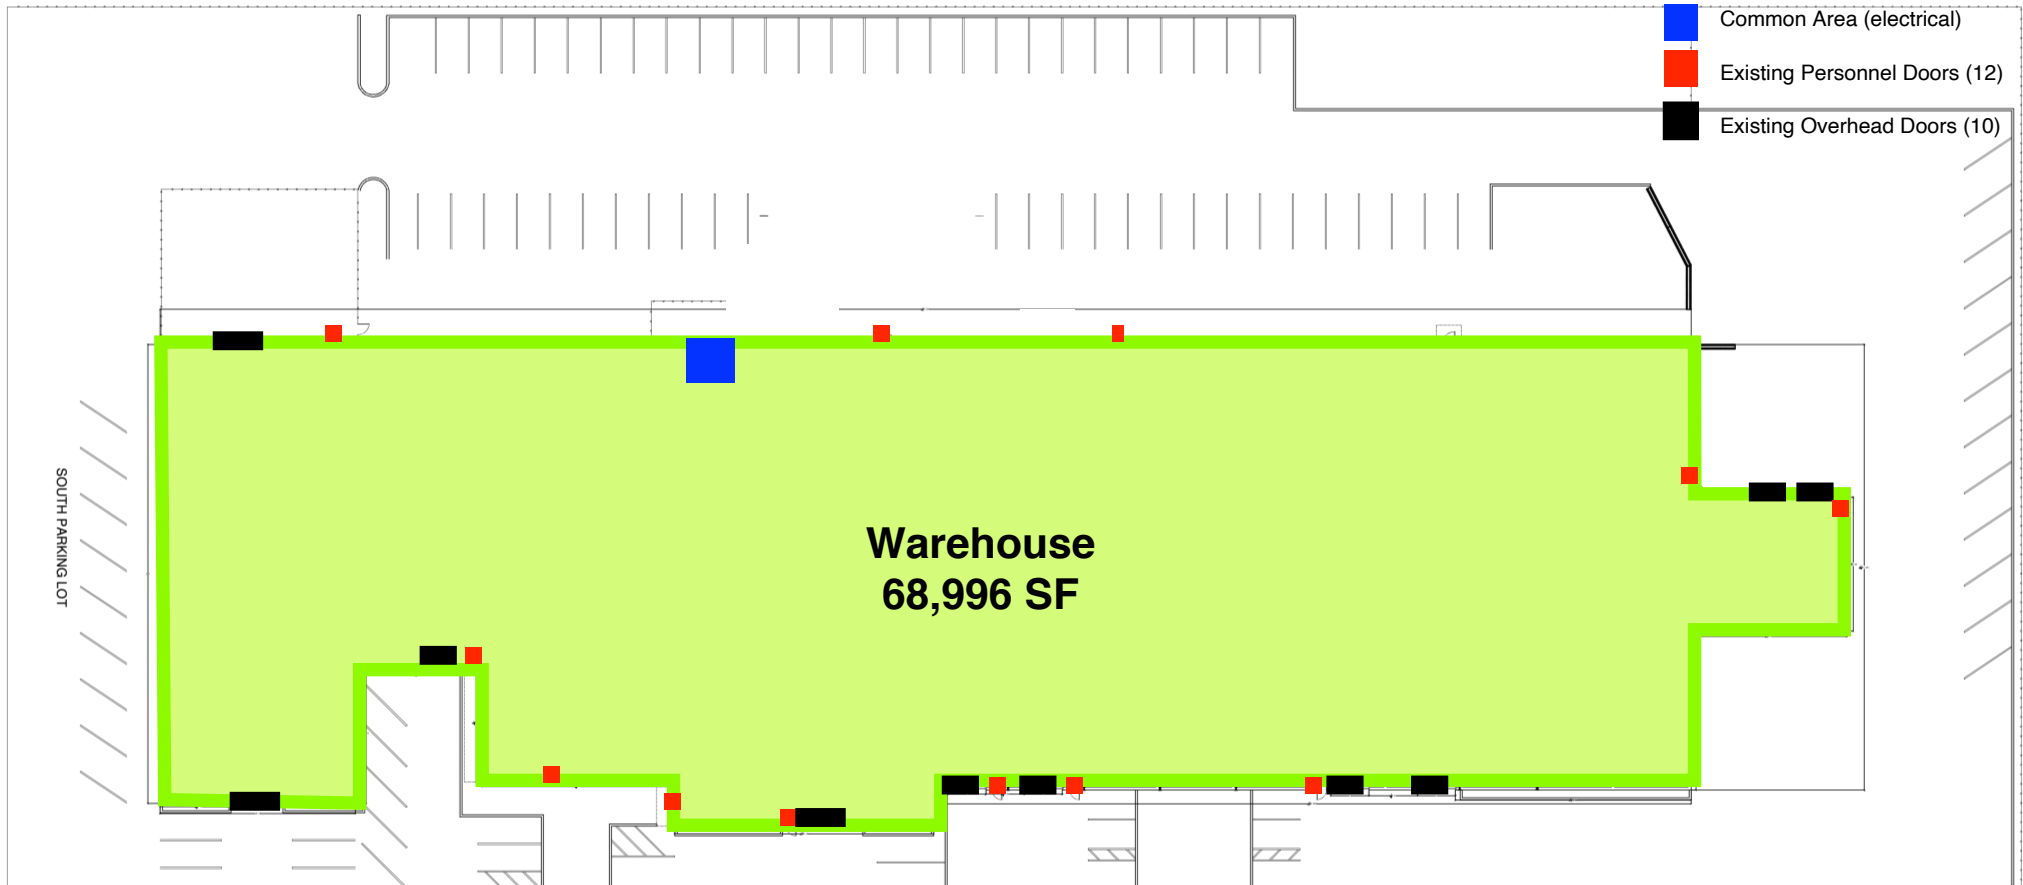 Common Area (electrical)
Existing Personnel Doors (12)
Existing Overhead Doors (10)
SOUTH PARKING LOT
Warehouse
68,996 SF